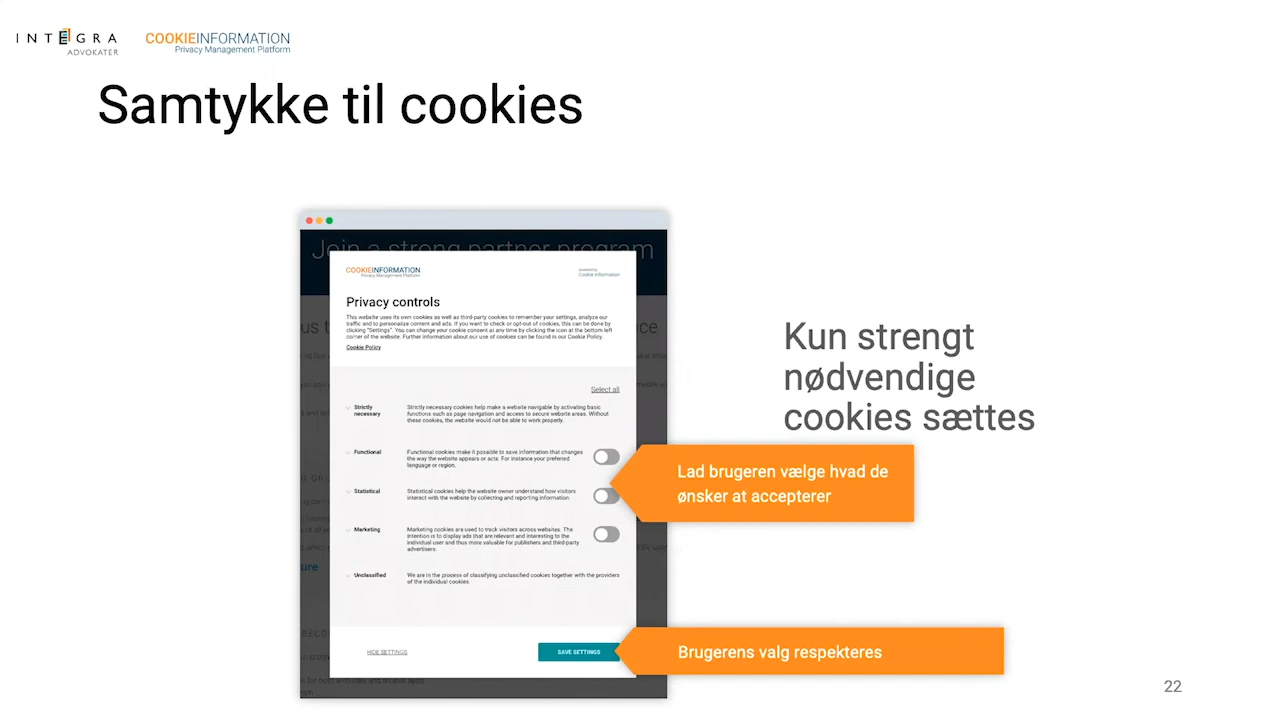 INTEGRA
ADVOKATER
COOKIEINFORMATION
Privacy Management Platform
Samtykke til cookies
Join a strong partner program
COOKIEINFORMATION
Privacy Management Platform
powered by
Cookie Information
Privacy controls
This website uses its own cookies as well as third-party cookies to remember your settings, analyze our
traffic and to personalize content and ads. If you want to check or opt-out of cookies, this can be done by
clicking "Settings". You can change your cookie consent at any time by clicking the icon at the bottom left
corner of the website. Further information about our use of cookies can be found in our Cookie Policy.
Cookie Policy
Select all
Strictly
necessary
Strictly necessary cookies help make a website navigable by activating basic
functions such as page navigation and access to secure website areas. Without
these cookies, the website would not be able to work properly.
Functional
Functional cookies make it possible to save information that changes
the way the website appears or acts. For instance your preferred
language or region.
Statistical
Statistical cookies help the website owner understand how visitors
interact with the website by collecting and reporting information.
Marketing
Marketing cookies are used to track visitors across websites. The
intention is to display ads that are relevant and interesting to the
individual user and thus more valuable for publishers and third-party
advertisers.
Unclassified
We are in the process of classifying unclassified cookies together with the providers
of the individual cookies.
HIDE SETTINGS
SAVE SETTINGS
Kun strengt
nødvendige
cookies sættes
Lad brugeren vælge hvad de
ønsker at accepterer
Brugerens valg respekteres
22